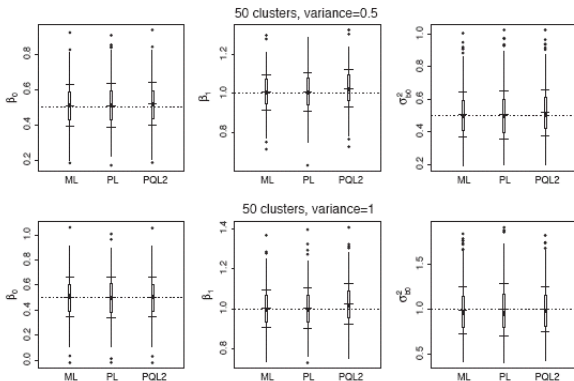 50 clusters, variance=0.5
β0
0.2 0.4 0.6 0.8
ML PL PQL2
β1
0.8 1.0 1.2
ML PL PQL2
σ²b0
0.2 0.4 0.6 0.8 1.0
ML PL PQL2
50 clusters, variance=1
β0
0.0 0.2 0.4 0.6 0.8 1.0
ML PL PQL2
β1
0.8 1.0 1.2 1.4
ML PL PQL2
σ²b0
0.5 1.0 1.5
ML PL PQL2